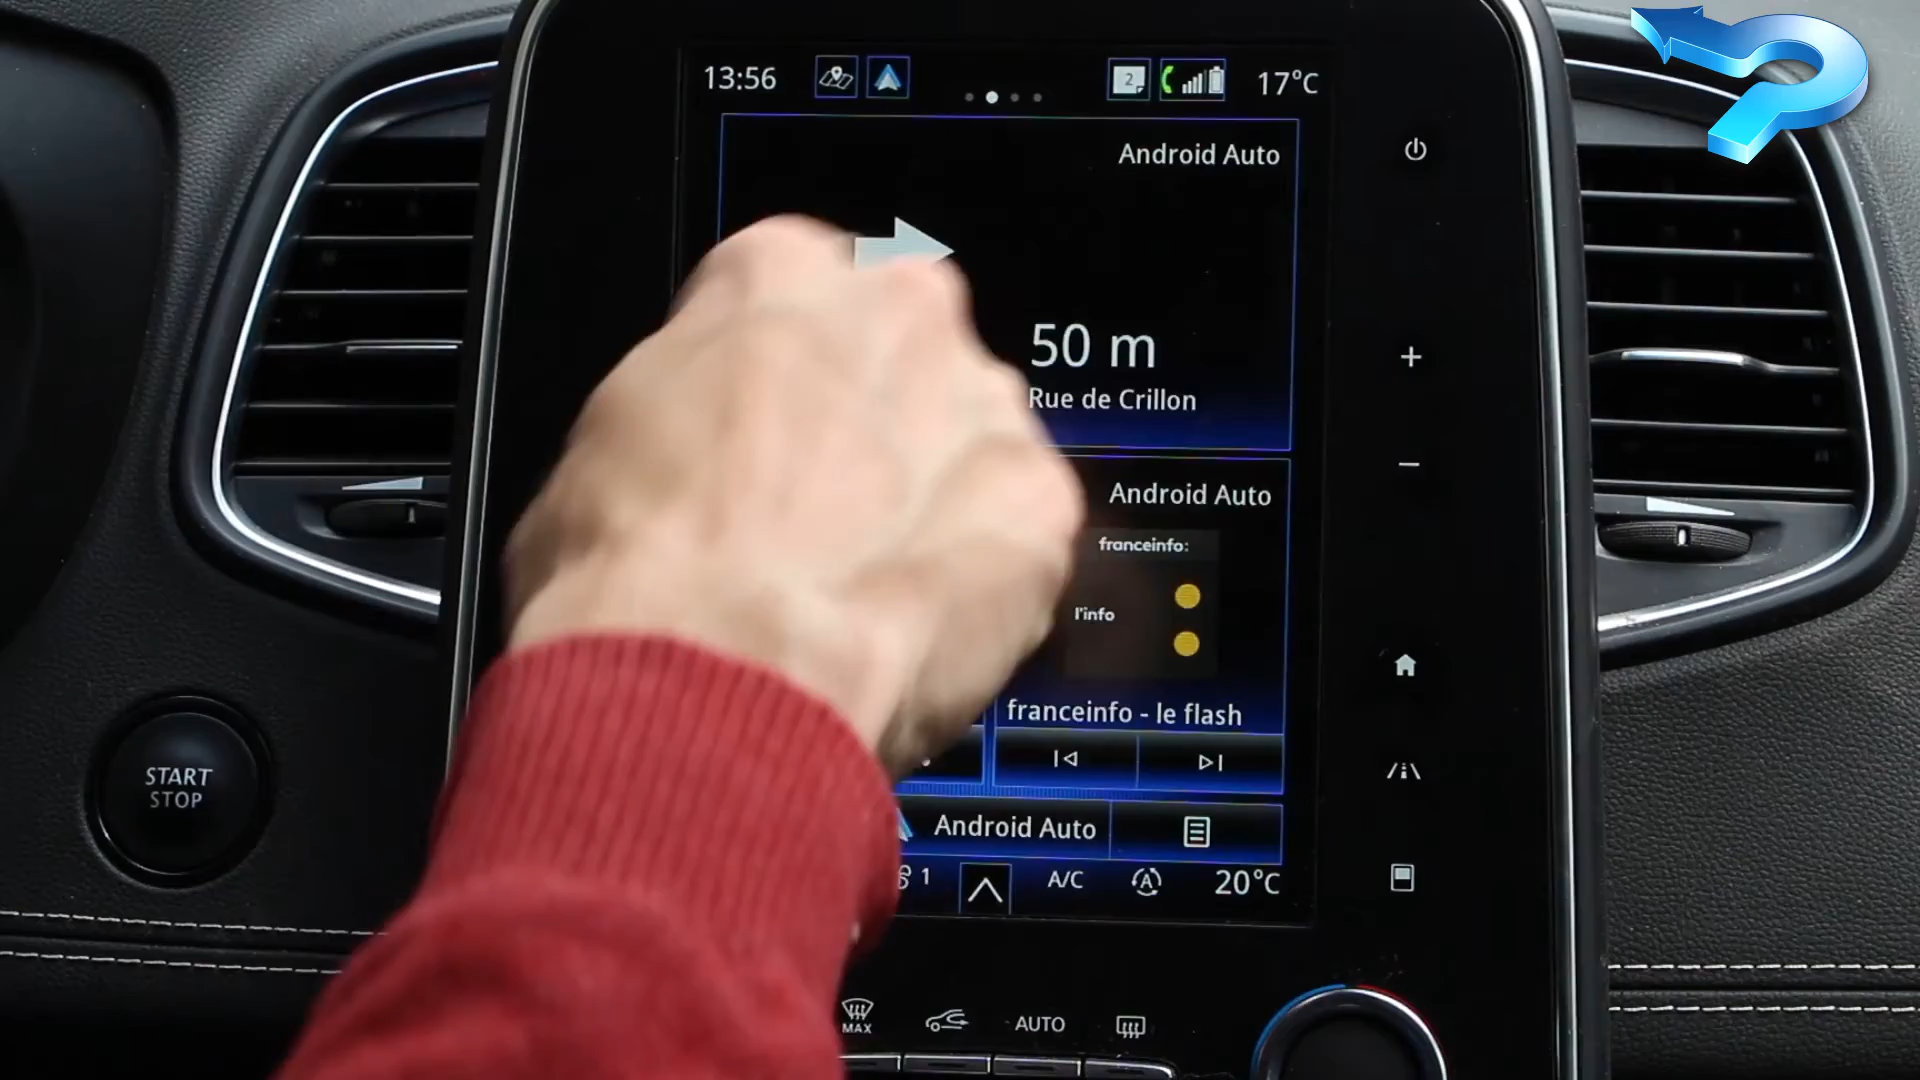 13:56
2
17°C
Android Auto
50 m
Rue de Crillon
Android Auto
franceinfo:
l'info
franceinfo - le flash
START
STOP
Android Auto
1
A/C
A
20°C
MAX
AUTO